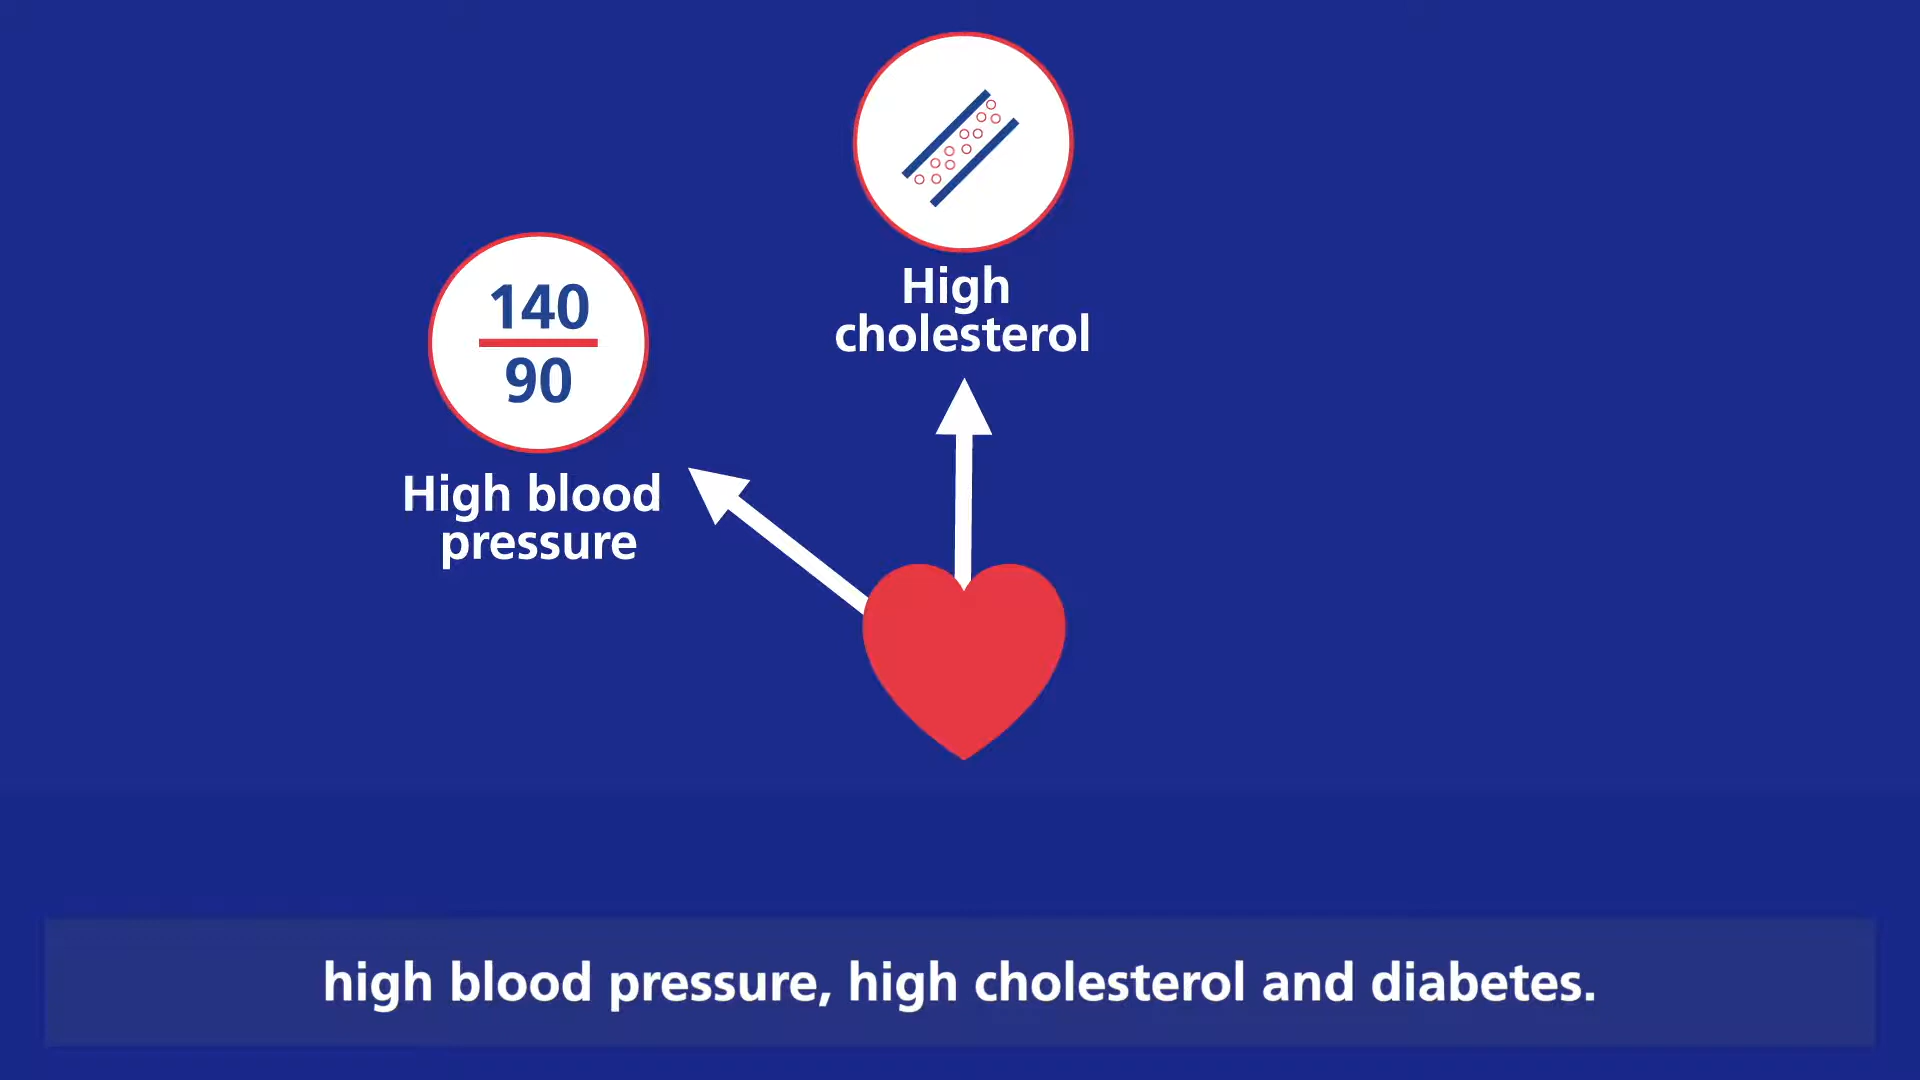 High
cholesterol
140
90
High blood
pressure
high blood pressure, high cholesterol and diabetes.